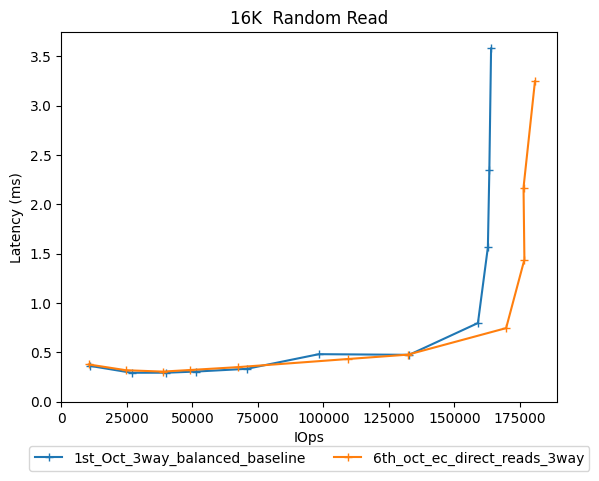 16K  Random Read
Latency (ms)
3.5
3.0
2.5
2.0
1.5
1.0
0.5
0.0
0 25000 50000 75000 100000 125000 150000 175000
IOps
1st_Oct_3way_balanced_baseline 6th_oct_ec_direct_reads_3way